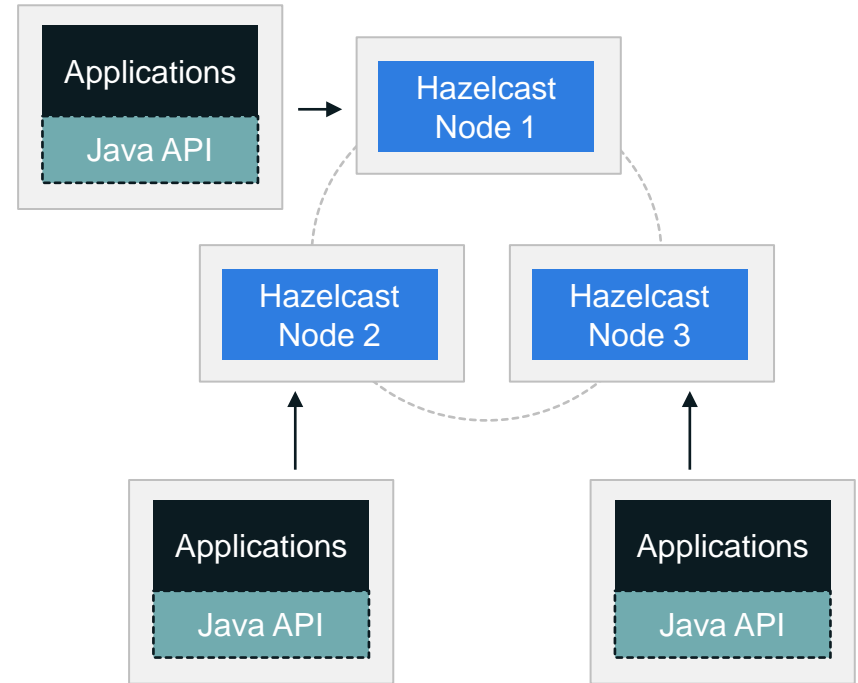 Applications
Java API
Hazelcast
Node 1
Hazelcast
Node 2
Hazelcast
Node 3
Applications
Java API
Applications
Java API